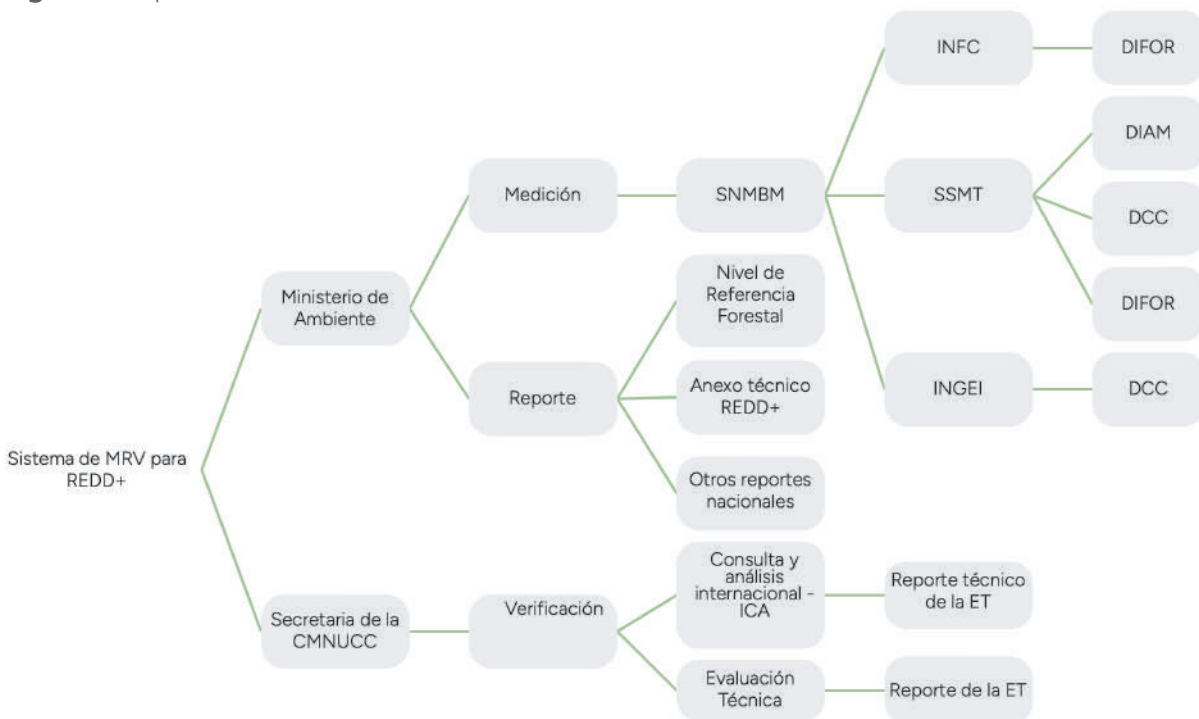 INFC
DIFOR
DIAM
Medición
SNMBM
SSMT
DCC
Nivel de
Referencia
Forestal
Ministerio de
Ambiente
DIFOR
Reporte
Anexo técnico
REDD+
INGEI
DCC
Sistema de MRV para
REDD+
Otros reportes
nacionales
Consulta y
análisis
internacional -
ICA
Reporte técnico
de la ET
Secretaria de la
CMNUCC
Verificación
Evaluación
Técnica
Reporte de la ET